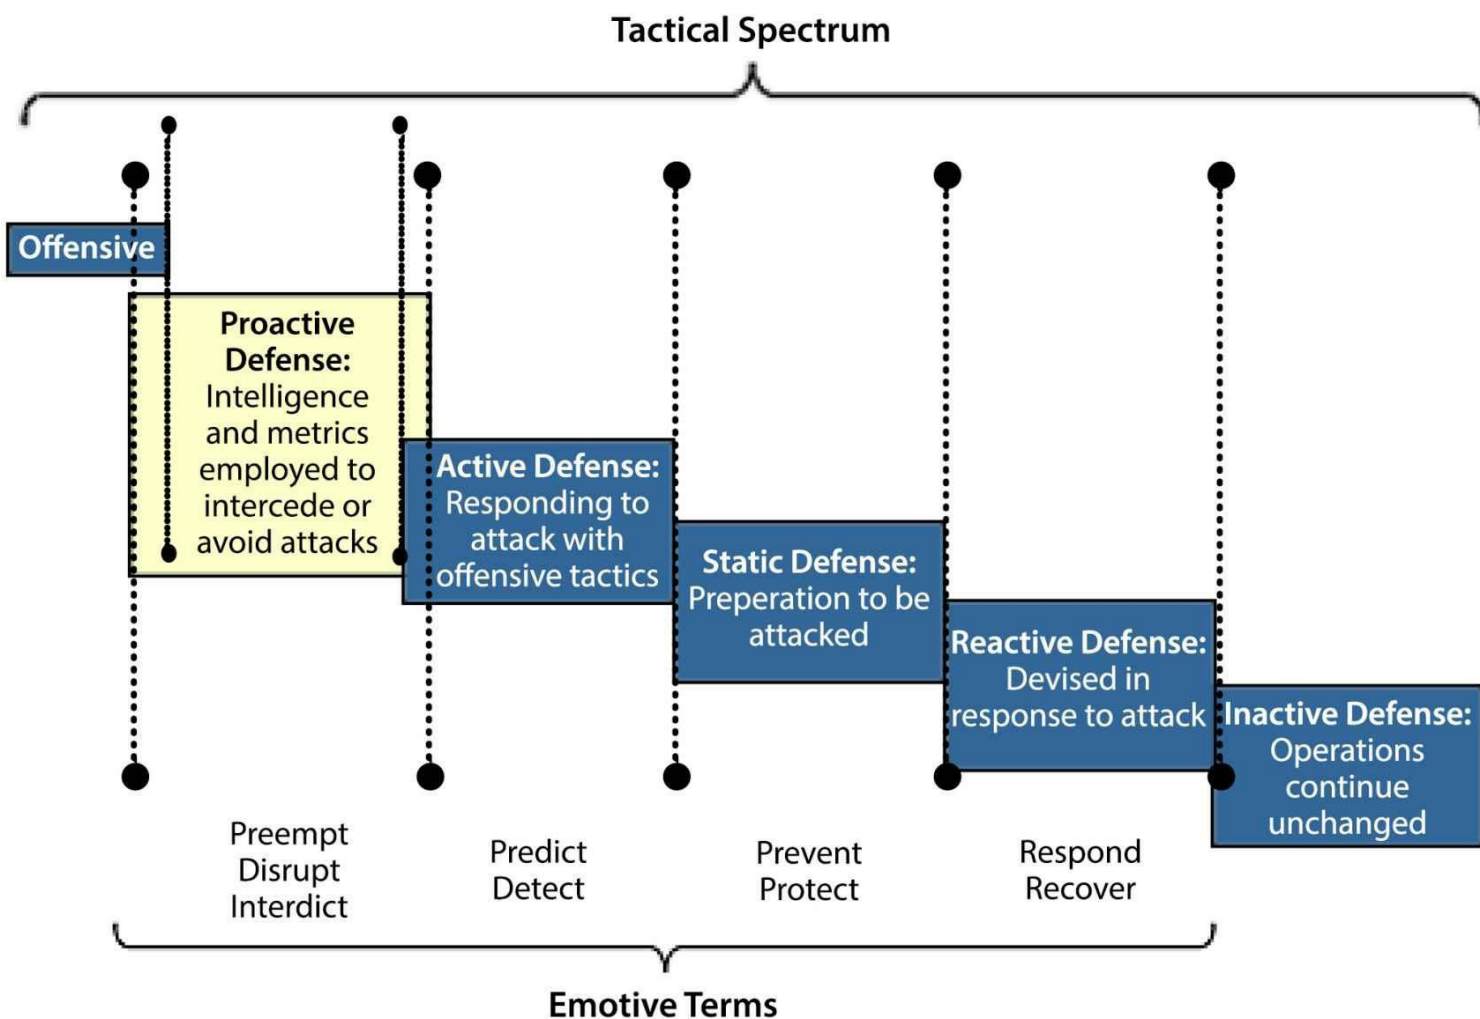 Tactical Spectrum
Offensive
Proactive
Defense:
Intelligence
and metrics
employed to
intercede or
avoid attacks
Active Defense:
Responding to
attack with
offensive tactics
Static Defense:
Preperation to be
attacked
Reactive Defense:
Devised in
response to attack
Inactive Defense:
Operations
continue
unchanged
Preempt
Disrupt
Interdict
Predict
Detect
Prevent
Protect
Respond
Recover
Emotive Terms